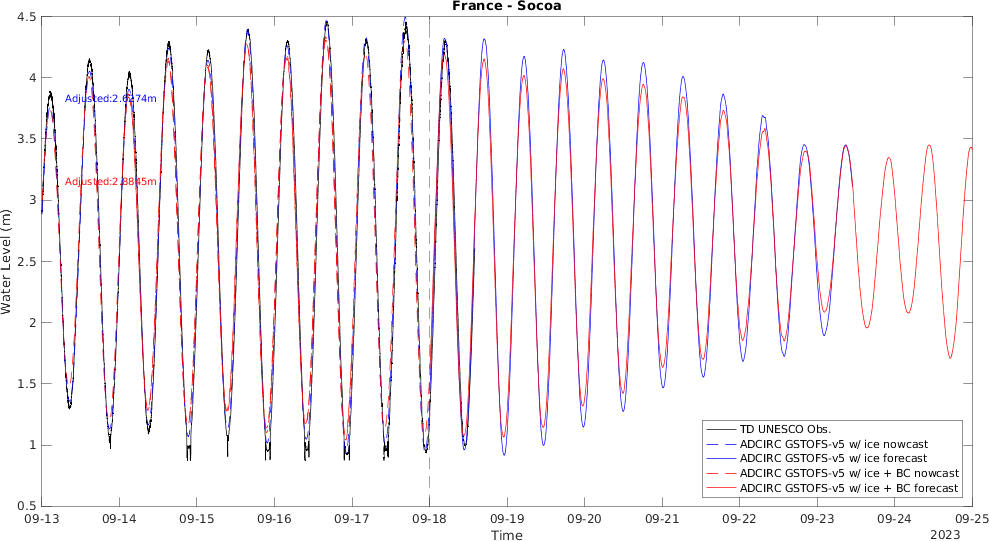 France - Socoa
4.5
4
3.5
3
2.5
2
1.5
1
0.5
Water Level (m)
Adjusted:2.6274m
Adjusted:2.8845m
TD UNESCO Obs.
ADCIRC GSTOFS-v5 w/ ice nowcast
ADCIRC GSTOFS-v5 w/ ice forecast
ADCIRC GSTOFS-v5 w/ ice + BC nowcast
ADCIRC GSTOFS-v5 w/ ice + BC forecast
09-13 09-14 09-15 09-16 09-17 09-18 09-19 09-20 09-21 09-22 09-23 09-24 09-25
Time
2023